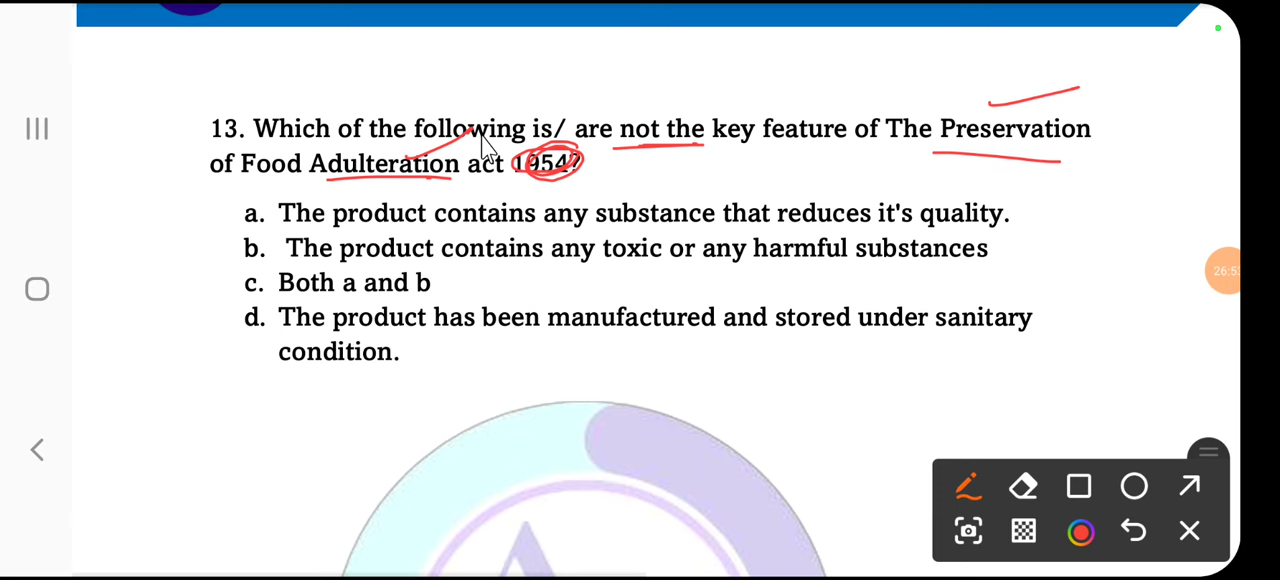 13. Which of the following is/ are not the key feature of The Preservation
of Food Adulteration act 1954?
a. The product contains any substance that reduces it's quality.
b. The product contains any toxic or any harmful substances
c. Both a and b
d. The product has been manufactured and stored under sanitary
condition.